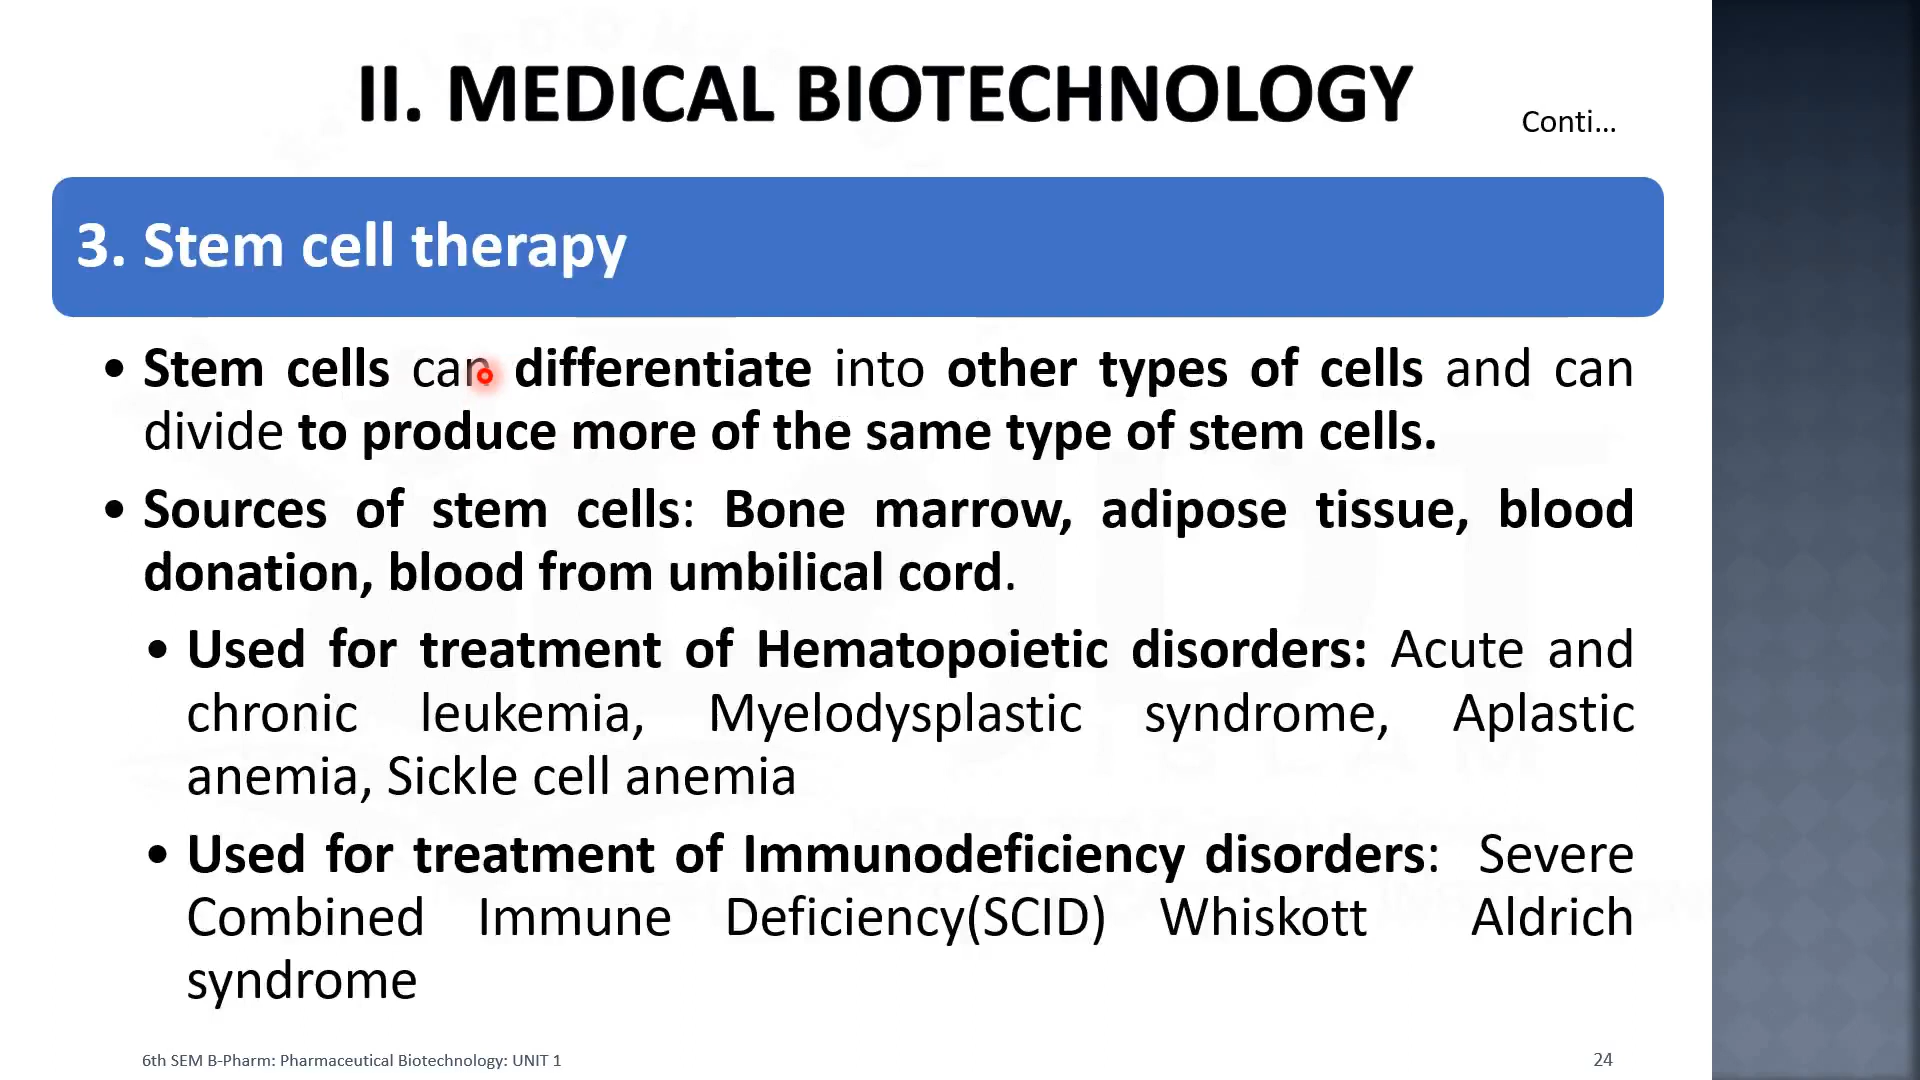 II. MEDICAL BIOTECHNOLOGY
Conti...
3. Stem cell therapy
• Stem cells can differentiate into other types of cells and can
divide to produce more of the same type of stem cells.
• Sources of stem cells: Bone marrow, adipose tissue, blood
donation, blood from umbilical cord.
• Used for treatment of Hematopoietic disorders: Acute and
chronic leukemia, Myelodysplastic syndrome, Aplastic
anemia, Sickle cell anemia
• Used for treatment of Immunodeficiency disorders: Severe
Combined Immune Deficiency(SCID) Whiskott Aldrich
syndrome
6th SEM B-Pharm: Pharmaceutical Biotechnology: UNIT 1
24